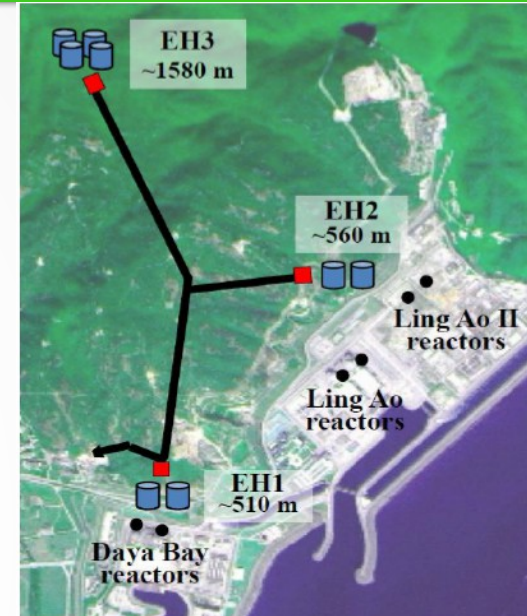 EH3
~1580 m
EH2
~560 m
Ling Ao II
reactors
Ling Ao
reactors
EH1
~510 m
Daya Bay
reactors